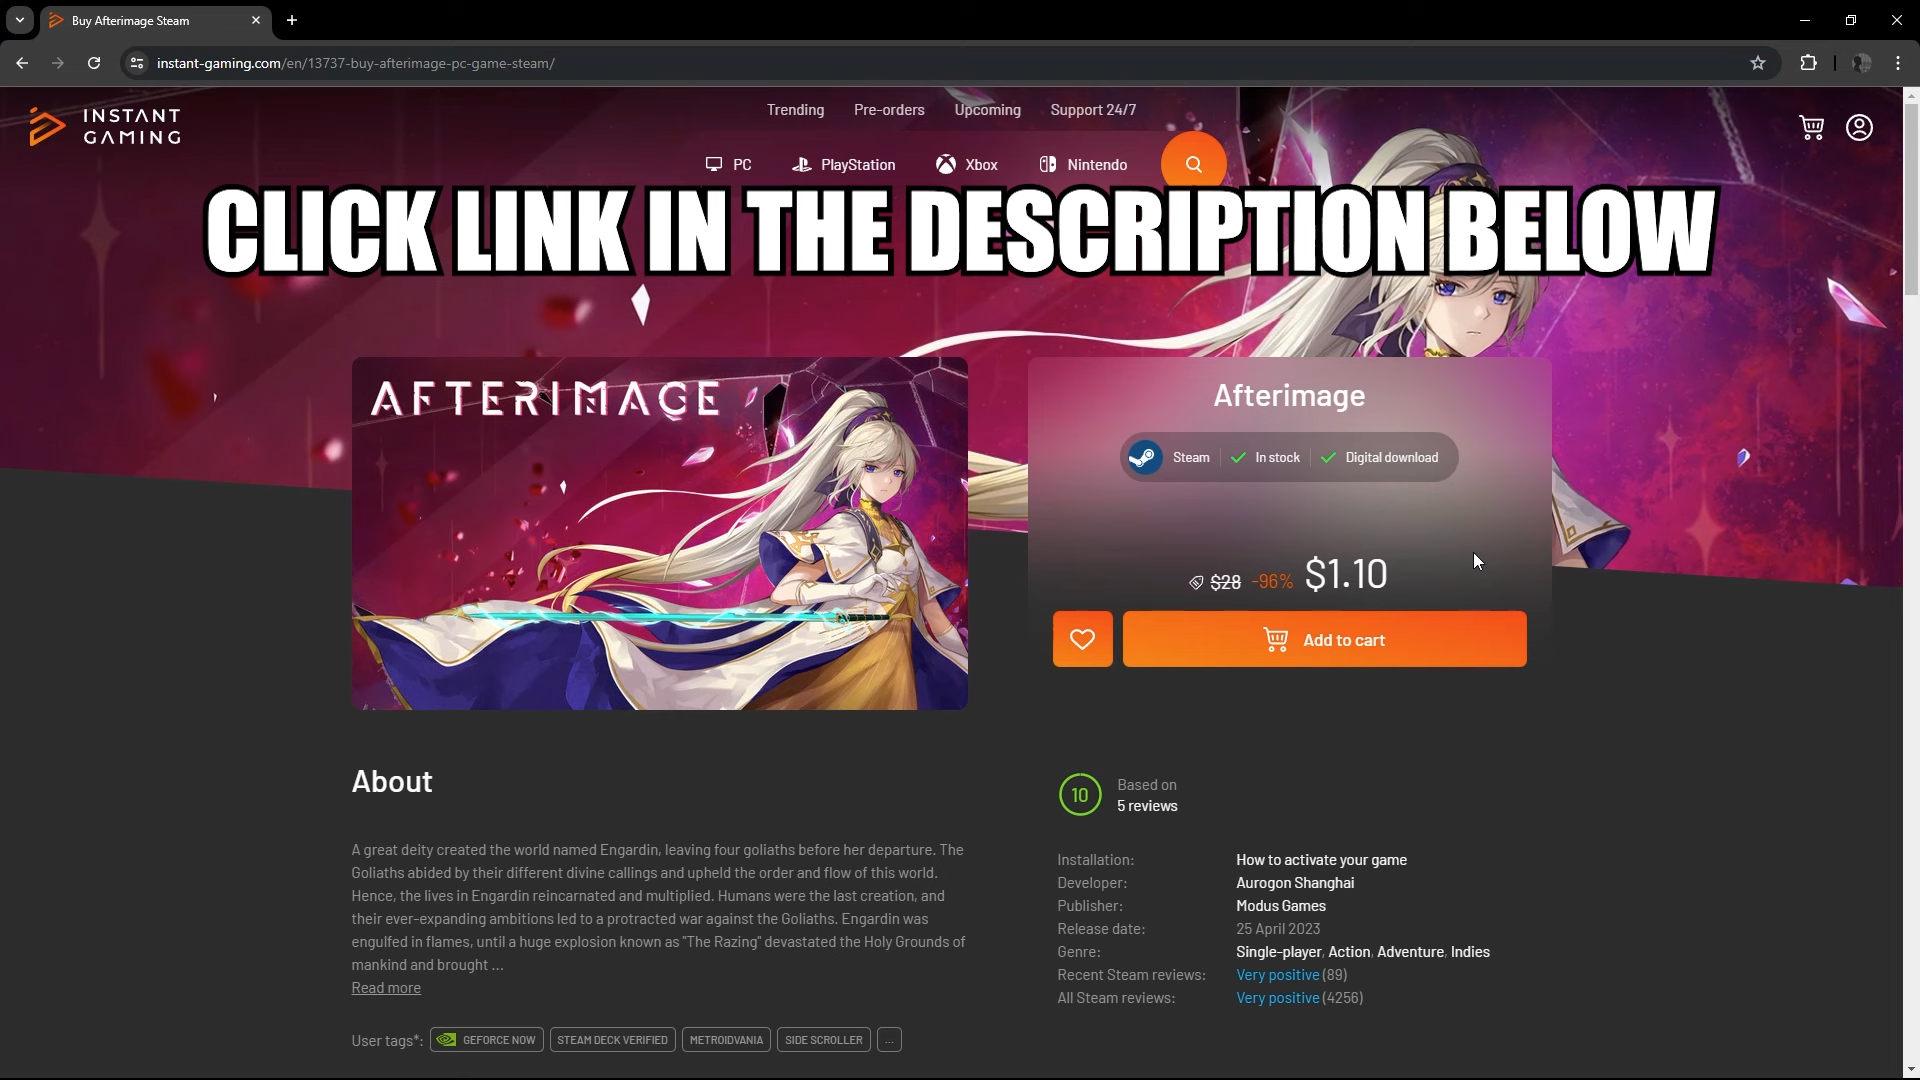 Buy Afterimage Steam
instant-gaming.com/en/13737-buy-afterimage-pc-game-steam/
INSTANT GAMING
Trending Pre-orders Upcoming Support 24/7
PC PlayStation Xbox Nintendo
CLICK LINK IN THE DESCRIPTION BELOW
AFTERIMAGE
Afterimage
Steam In stock Digital download
$28 -96% $1.10
Add to cart
About
A great deity created the world named Engardin, leaving four goliaths before her departure. The
Goliaths abided by their different divine callings and upheld the order and flow of this world.
Hence, the lives in Engardin reincarnated and multiplied. Humans were the last creation, and
their ever-expanding ambitions led to a protracted war against the Goliaths. Engardin was
engulfed in flames, until a huge explosion known as "The Razing" devastated the Holy Grounds of
mankind and brought ...
Read more
User tags*: GEFORCE NOW STEAM DECK VERIFIED METROIDVANIA SIDE SCROLLER ...
10
Based on
5 reviews
Installation: How to activate your game
Developer: Aurogon Shanghai
Publisher: Modus Games
Release date: 25 April 2023
Genre: Single-player, Action, Adventure, Indies
Recent Steam reviews: Very positive (89)
All Steam reviews: Very positive (4256)